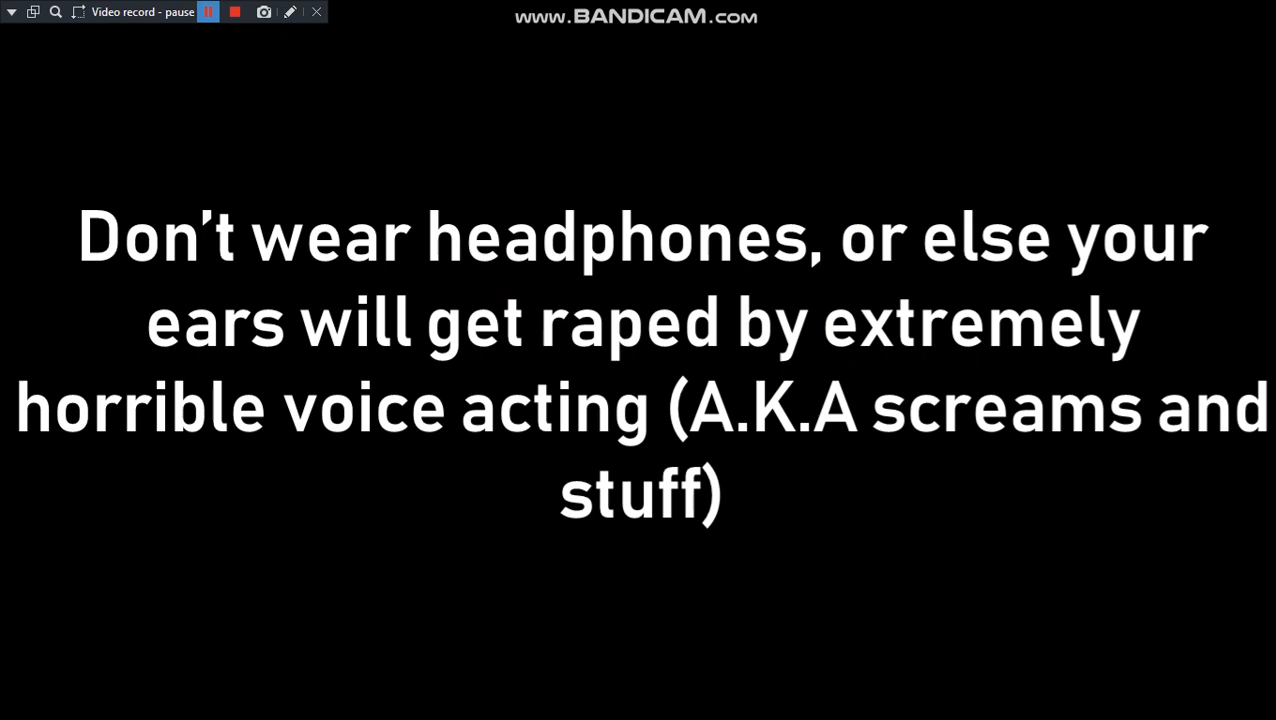 Video record - pause
www.BANDICAM.com
Don't wear headphones, or else your
ears will get raped by extremely
horrible voice acting (A.K.A screams and
stuff)